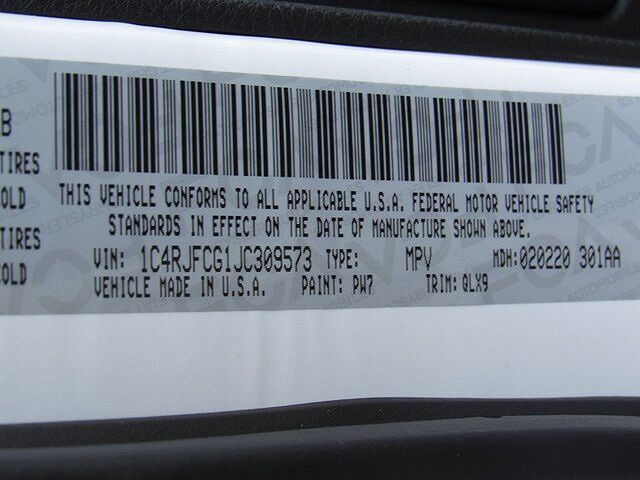 B
TIRES
OLD
TIRES
OLD
THIS VEHICLE CONFORMS TO ALL APPLICABLE U.S.A. FEDERAL MOTOR VEHICLE SAFETY
STANDARDS IN EFFECT ON THE DATE OF MANUFACTURE SHOWN ABOVE.
VIN: 1C4RJFCG1JC309573 TYPE: MPV MDH:020220 301AA
VEHICLE MADE IN U.S.A. PAINT: PW7 TRIM: QLX9